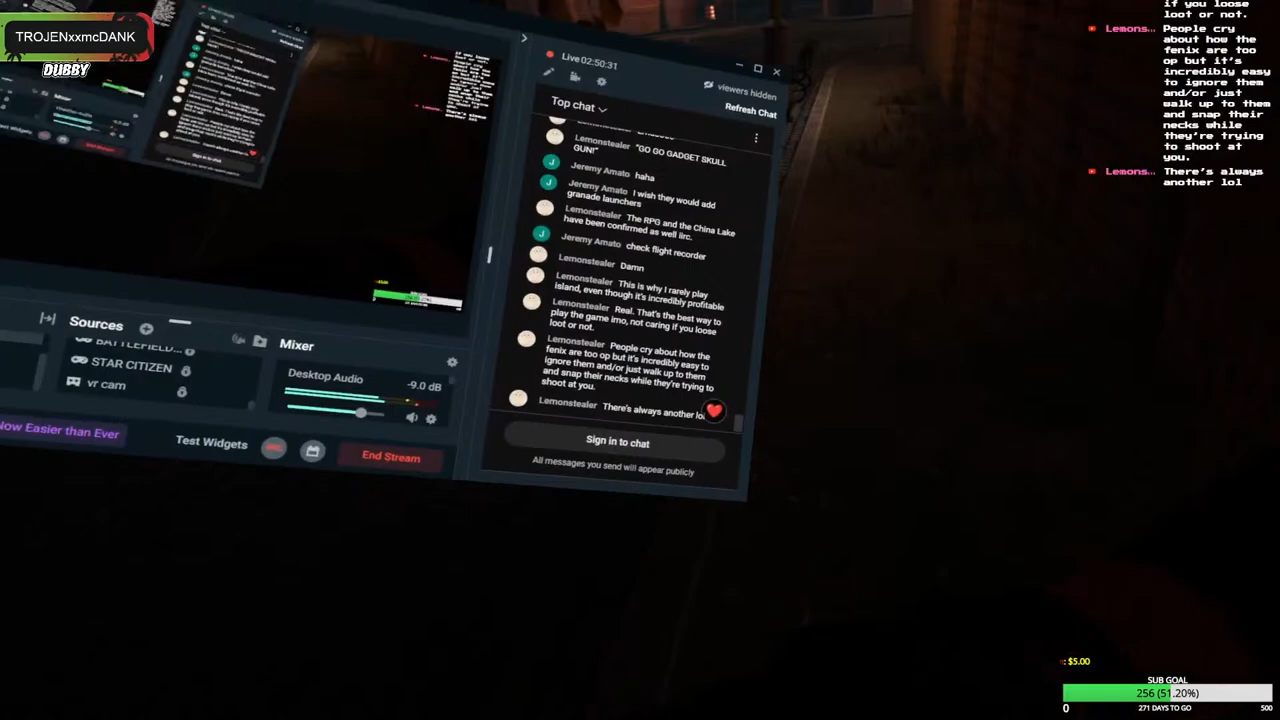 TROJENxxmcDANK
DUBBY
Live 02:50:31
viewers hidden
Refresh Chat
Top chat
Lemonstealer "GO GO GADGET SKULL
GUN!"
Jeremy Amato haha
Jeremy Amato I wish they would add
granade launchers
Lemonstealer The RPG and the China Lake
have been confirmed as well iirc.
Jeremy Amato check flight recorder
Lemonstealer Damn
Lemonstealer This is why I rarely play
island, even though it's incredibly profitable
Lemonstealer Real. That's the best way to
play the game imo, not caring if you loose
loot or not.
Lemonstealer People cry about how the
fenix are too op but it's incredibly easy to
ignore them and/or just walk up to them
and snap their necks while they're trying to
shoot at you.
Lemonstealer There's always another lo
Sign in to chat
All messages you send will appear publicly
Sources
BATTLEFIELD...
STAR CITIZEN
vr cam
Mixer
Desktop Audio -9.0 dB
Now Easier than Ever
Test Widgets
End Stream
Mixer
if you loose
loot or not.
Lemons… People cry
about how the
fenix are too
op but it's
incredibly easy
to ignore them
and/or just
walk up to them
and snap their
necks while
they're trying
to shoot at
you.
Lemons… There's always
another lol
: $5.00
SUB GOAL
256 (51.20%)
0 271 DAYS TO GO 500